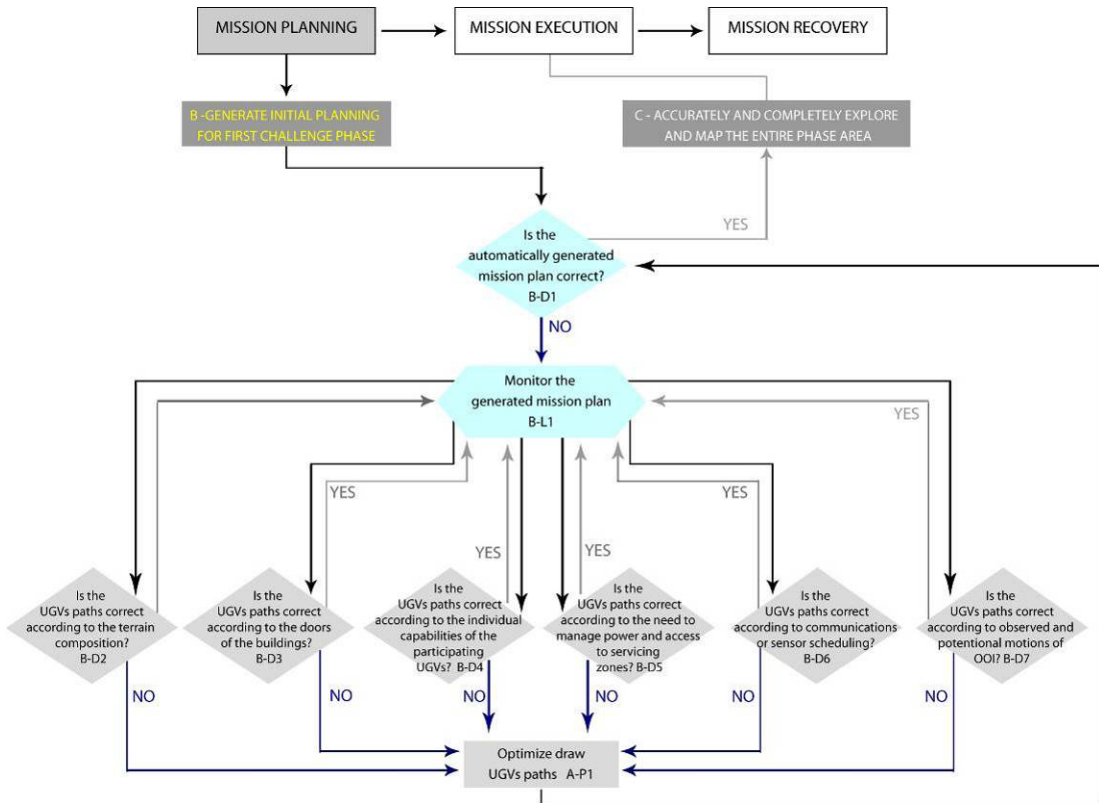 MISSION PLANNING
MISSION EXECUTION
MISSION RECOVERY
B -GENERATE INITIAL PLANNING
FOR FIRST CHALLENGE PHASE
C - ACCURATELY AND COMPLETELY EXPLORE
AND MAP THE ENTIRE PHASE AREA
YES
Is the
automatically generated
mission plan correct?
B-D1
NO
Monitor the
generated mission plan
B-L1
YES
YES
YES
YES
YES
Is the
UGVs paths correct
according to the terrain
composition?
B-D2
Is the
UGVs paths correct
according to the doors
of the buildings?
B-D3
Is the
UGVs paths correct
according to the individual
capabilities of the
participating
UGVs? B-D4
Is the
UGVs paths correct
according to the need to
manage power and access
to servicing
zones? B-D5
Is the
UGVs paths correct
according to communications
or sensor scheduling?
B-D6
Is the
UGVs paths correct
according to observed and
potentional motions of
OOI? B-D7
NO
NO
NO
NO
NO
NO
Optimize draw
UGVs paths A-P1